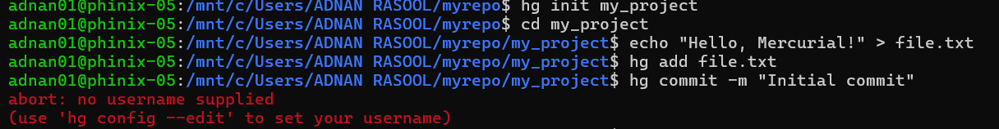 adnan01@phinix-05:/mnt/c/Users/ADNAN RASOOL/myrepo$ hg init my_project
adnan01@phinix-05:/mnt/c/Users/ADNAN RASOOL/myrepo$ cd my_project
adnan01@phinix-05:/mnt/c/Users/ADNAN RASOOL/myrepo/my_project$ echo "Hello, Mercurial!" > file.txt
adnan01@phinix-05:/mnt/c/Users/ADNAN RASOOL/myrepo/my_project$ hg add file.txt
adnan01@phinix-05:/mnt/c/Users/ADNAN RASOOL/myrepo/my_project$ hg commit -m "Initial commit"
abort: no username supplied
(use 'hg config --edit' to set your username)